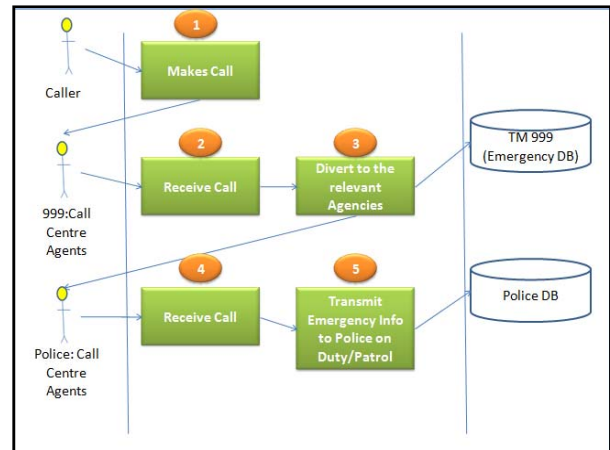 1
Makes Call
Caller
2
Receive Call
3
Divert to the
relevant
Agencies
TM 999
(Emergency DB)
999:Call
Centre
Agents
4
Receive Call
5
Transmit
Emergency Info
to Police on
Duty/Patrol
Police DB
Police: Call
Centre
Agents